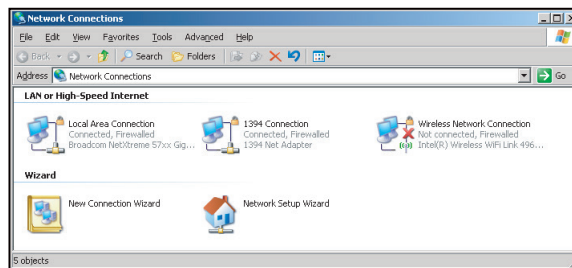 Network Connections
File Edit View Favorites Tools Advanced Help
Back Search Folders
Address Network Connections Go
LAN or High-Speed Internet
Local Area Connection
Connected, Firewalled
Broadcom NetXtreme 57xx Gig...
1394 Connection
Connected, Firewalled
1394 Net Adapter
Wireless Network Connection
Not connected, Firewalled
Intel(R) Wireless WiFi Link 496...
Wizard
New Connection Wizard
Network Setup Wizard
5 objects